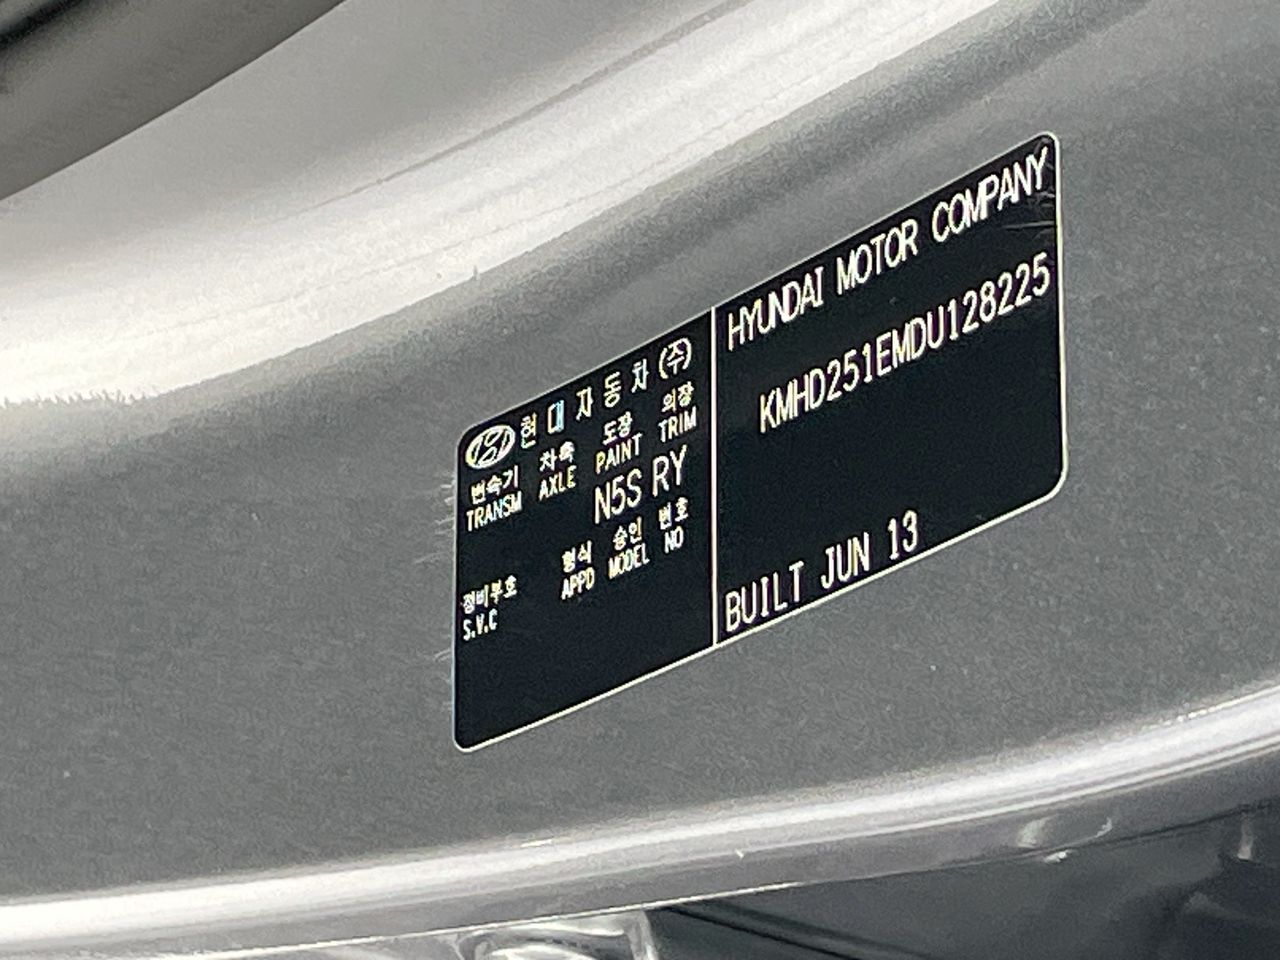 현대자동차(주)
변속기 차축 도장 외장
TRANSM AXLE PAINT TRIM
N5S RY
형식 승인 번호
정비부호 APPD MODEL NO
S.V.C
HYUNDAI MOTOR COMPANY
KMHD251EMDU128225
BUILT JUN 13